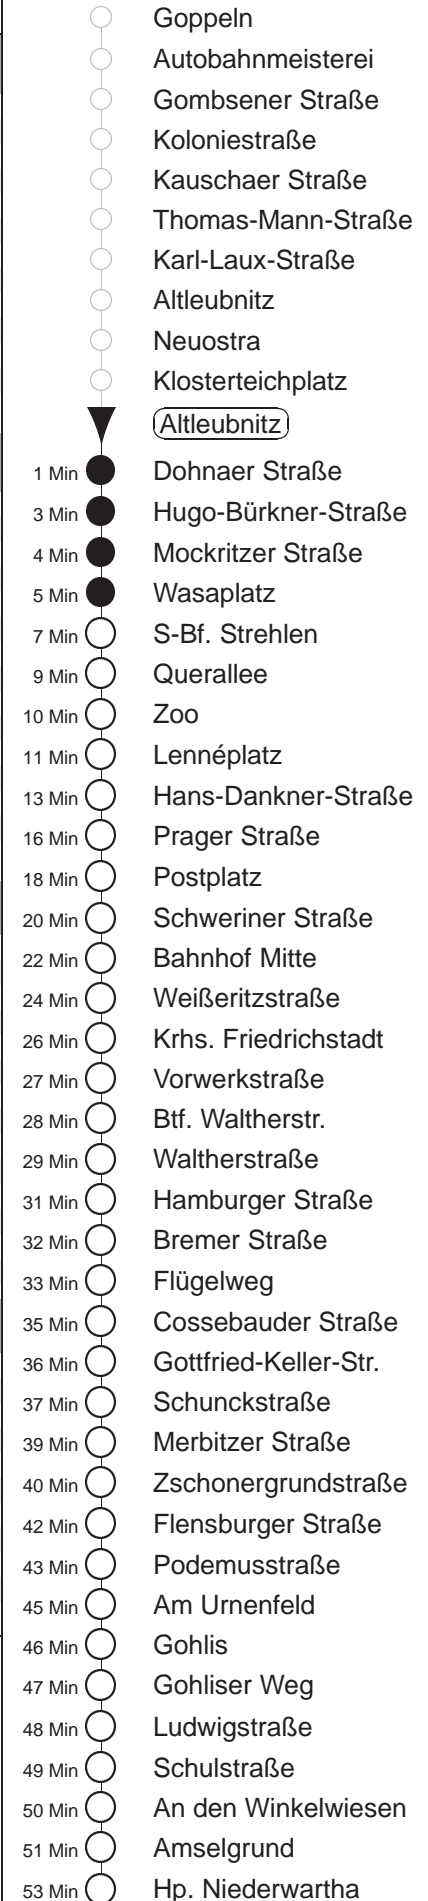 Goppeln
Autobahnmeisterei
Gombsener Straße
Koloniestraße
Kauschaer Straße
Thomas-Mann-Straße
Karl-Laux-Straße
Altleubnitz
Neuostra
Klosterteichplatz
Altleubnitz
1 Min Dohnaer Straße
3 Min Hugo-Bürkner-Straße
4 Min Mockritzer Straße
5 Min Wasaplatz
7 Min S-Bf. Strehlen
9 Min Querallee
10 Min Zoo
11 Min Lennéplatz
13 Min Hans-Dankner-Straße
16 Min Prager Straße
18 Min Postplatz
20 Min Schweriner Straße
22 Min Bahnhof Mitte
24 Min Weißeritzstraße
26 Min Krhs. Friedrichstadt
27 Min Vorwerkstraße
28 Min Btf. Waltherstr.
29 Min Waltherstraße
31 Min Hamburger Straße
32 Min Bremer Straße
33 Min Flügelweg
35 Min Cossebauder Straße
36 Min Gottfried-Keller-Str.
37 Min Schunckstraße
39 Min Merbitzer Straße
40 Min Zschonergrundstraße
42 Min Flensburger Straße
43 Min Podemusstraße
45 Min Am Urnenfeld
46 Min Gohlis
47 Min Gohliser Weg
48 Min Ludwigstraße
49 Min Schulstraße
50 Min An den Winkelwiesen
51 Min Amselgrund
53 Min Hp. Niederwartha